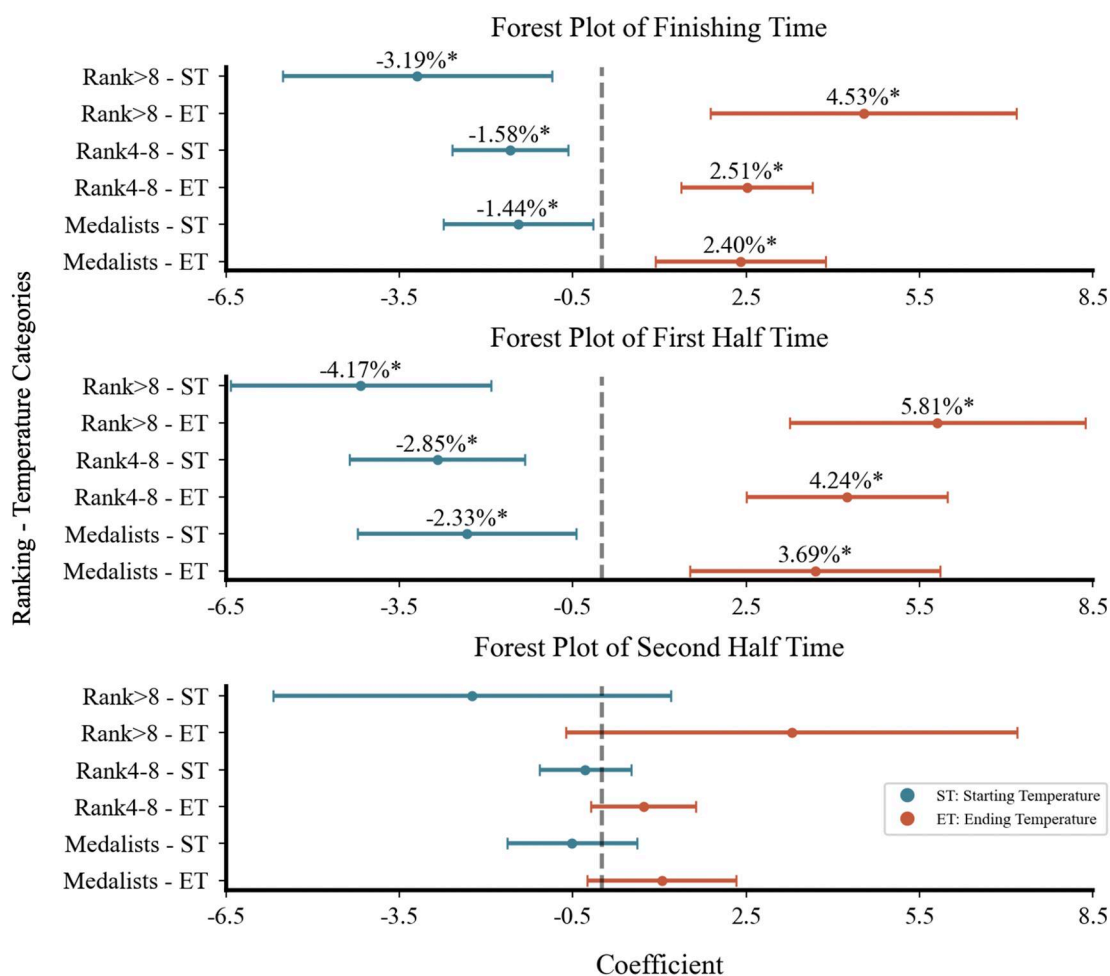 Forest Plot of Finishing Time
Rank>8 - ST
-3.19%*
Rank>8 - ET
4.53%*
Rank4-8 - ST
-1.58%*
Rank4-8 - ET
2.51%*
Medalists - ST
-1.44%*
Medalists - ET
2.40%*
-6.5 -3.5 -0.5 2.5 5.5 8.5
Ranking - Temperature Categories
Forest Plot of First Half Time
Rank>8 - ST
-4.17%*
Rank>8 - ET
5.81%*
Rank4-8 - ST
-2.85%*
Rank4-8 - ET
4.24%*
Medalists - ST
-2.33%*
Medalists - ET
3.69%*
-6.5 -3.5 -0.5 2.5 5.5 8.5
Forest Plot of Second Half Time
Rank>8 - ST
Rank>8 - ET
Rank4-8 - ST
Rank4-8 - ET
Medalists - ST
Medalists - ET
ST: Starting Temperature
ET: Ending Temperature
-6.5 -3.5 -0.5 2.5 5.5 8.5
Coefficient